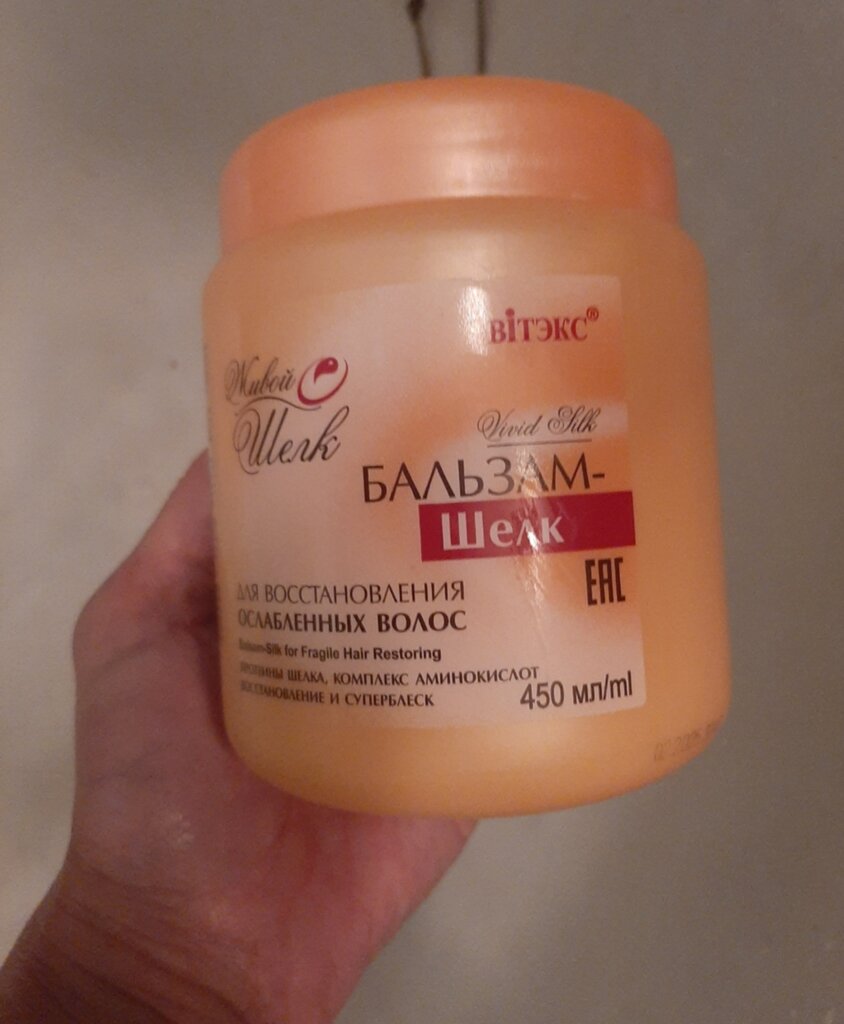 вiтэкс®
Живой
Шелк
Vivid Silk
БАЛЬЗАМ-
Шелк
EAC
ДЛЯ ВОССТАНОВЛЕНИЯ
ОСЛАБЛЕННЫХ ВОЛОС
Balsam-Silk for Fragile Hair Restoring
ПРОТЕИНЫ ШЕЛКА, КОМПЛЕКС АМИНОКИСЛОТ
ВОССТАНОВЛЕНИЕ И СУПЕРБЛЕСК
450 мл/ml